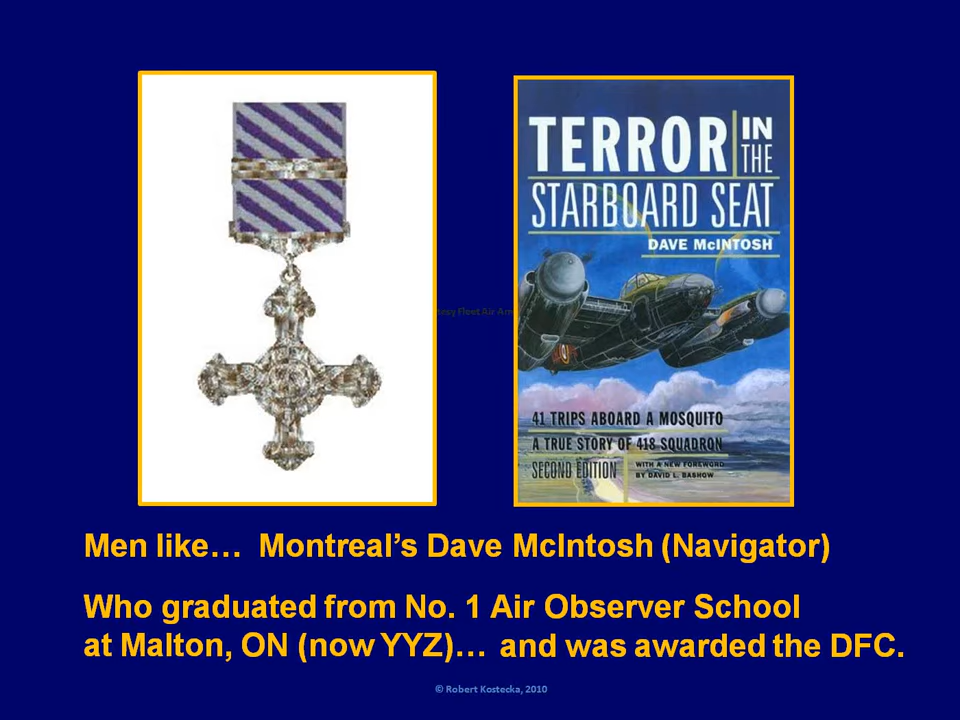 TERROR IN
THE
STARBOARD SEAT
DAVE McINTOSH
41 TRIPS ABOARD A MOSQUITO
A TRUE STORY OF 418 SQUADRON
SECOND EDITION
WITH A NEW FOREWORD
BY DAVID L. BASHOW
Fleet Air
Men like… Montreal's Dave McIntosh (Navigator)
Who graduated from No. 1 Air Observer School
at Malton, ON (now YYZ)… and was awarded the DFC.
© Robert Kostecka, 2010